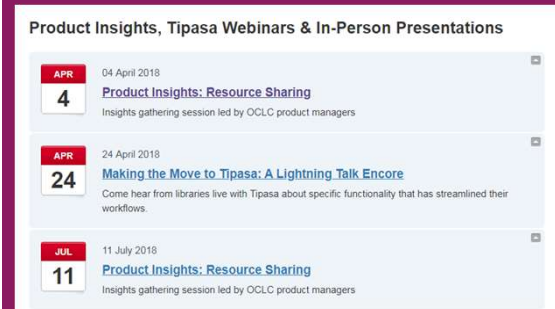 Product Insights, Tipasa Webinars & In-Person Presentations
APR
4
04 April 2018
Product Insights: Resource Sharing
Insights gathering session led by OCLC product managers
APR
24
24 April 2018
Making the Move to Tipasa: A Lightning Talk Encore
Come hear from libraries live with Tipasa about specific functionality that has streamlined their
workflows.
JUL
11
11 July 2018
Product Insights: Resource Sharing
Insights gathering session led by OCLC product managers